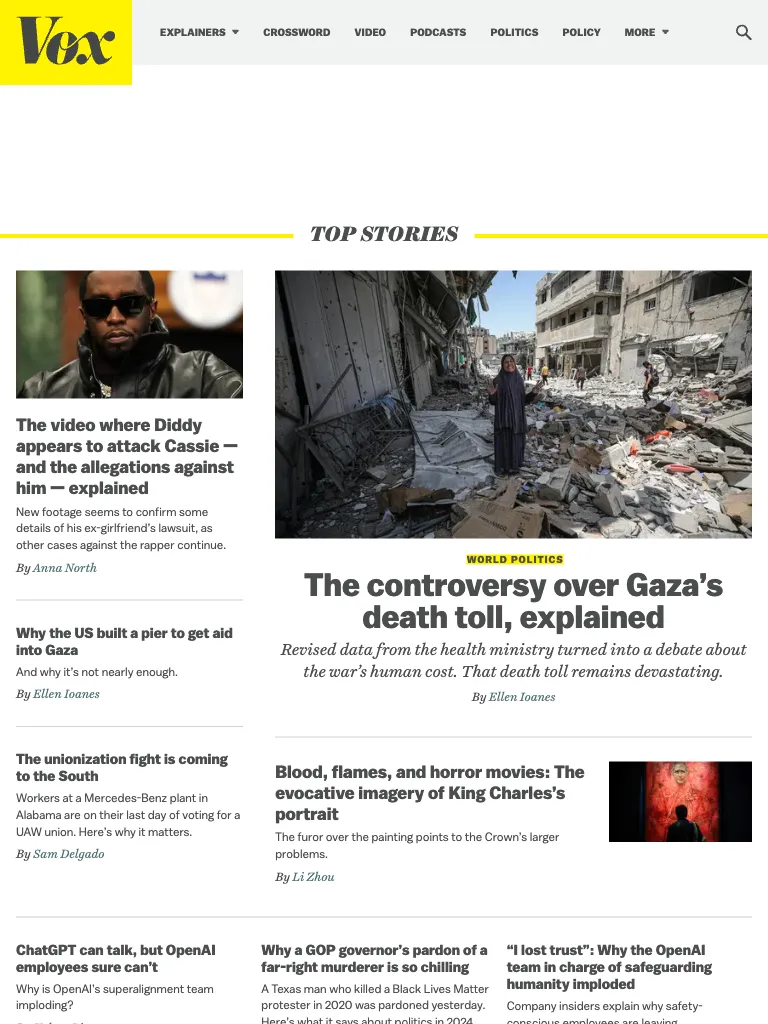 Vox
EXPLAINERS
CROSSWORD
VIDEO
PODCASTS
POLITICS
POLICY
MORE
TOP STORIES
The video where Diddy
appears to attack Cassie —
and the allegations against
him — explained
New footage seems to confirm some
details of his ex-girlfriend's lawsuit, as
other cases against the rapper continue.
By Anna North
Why the US built a pier to get aid
into Gaza
And why it's not nearly enough.
By Ellen Ioanes
The unionization fight is coming
to the South
Workers at a Mercedes-Benz plant in
Alabama are on their last day of voting for a
UAW union. Here's why it matters.
By Sam Delgado
WORLD POLITICS
The controversy over Gaza's
death toll, explained
Revised data from the health ministry turned into a debate about
the war's human cost. That death toll remains devastating.
By Ellen Ioanes
Blood, flames, and horror movies: The
evocative imagery of King Charles's
portrait
The furor over the painting points to the Crown's larger
problems.
By Li Zhou
ChatGPT can talk, but OpenAI
employees sure can't
Why is OpenAI's superalignment team
imploding?
Why a GOP governor's pardon of a
far-right murderer is so chilling
A Texas man who killed a Black Lives Matter
protester in 2020 was pardoned yesterday.
Here's what it says about politics in 2024.
"I lost trust": Why the OpenAI
team in charge of safeguarding
humanity imploded
Company insiders explain why safety-
conscious employees are leaving.